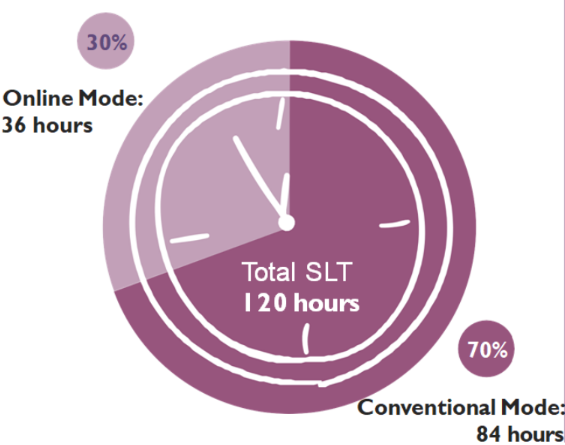 30%
Online Mode:
36 hours
Total SLT
120 hours
70%
Conventional Mode:
84 hours